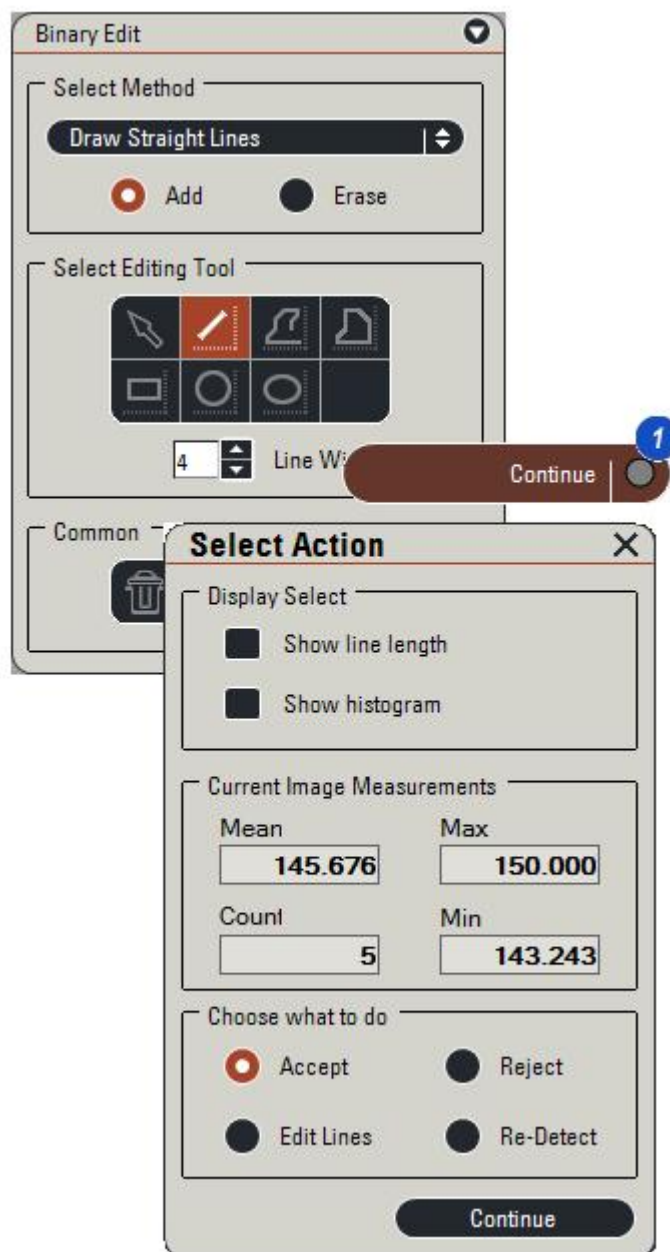 Binary Edit
Select Method
Draw Straight Lines
Add Erase
Select Editing Tool
4 Line Wi
1
Continue
Common
Select Action
Display Select
Show line length
Show histogram
Current Image Measurements
Mean Max
145.676 150.000
Count Min
5 143.243
Choose what to do
Accept Reject
Edit Lines Re-Detect
Continue